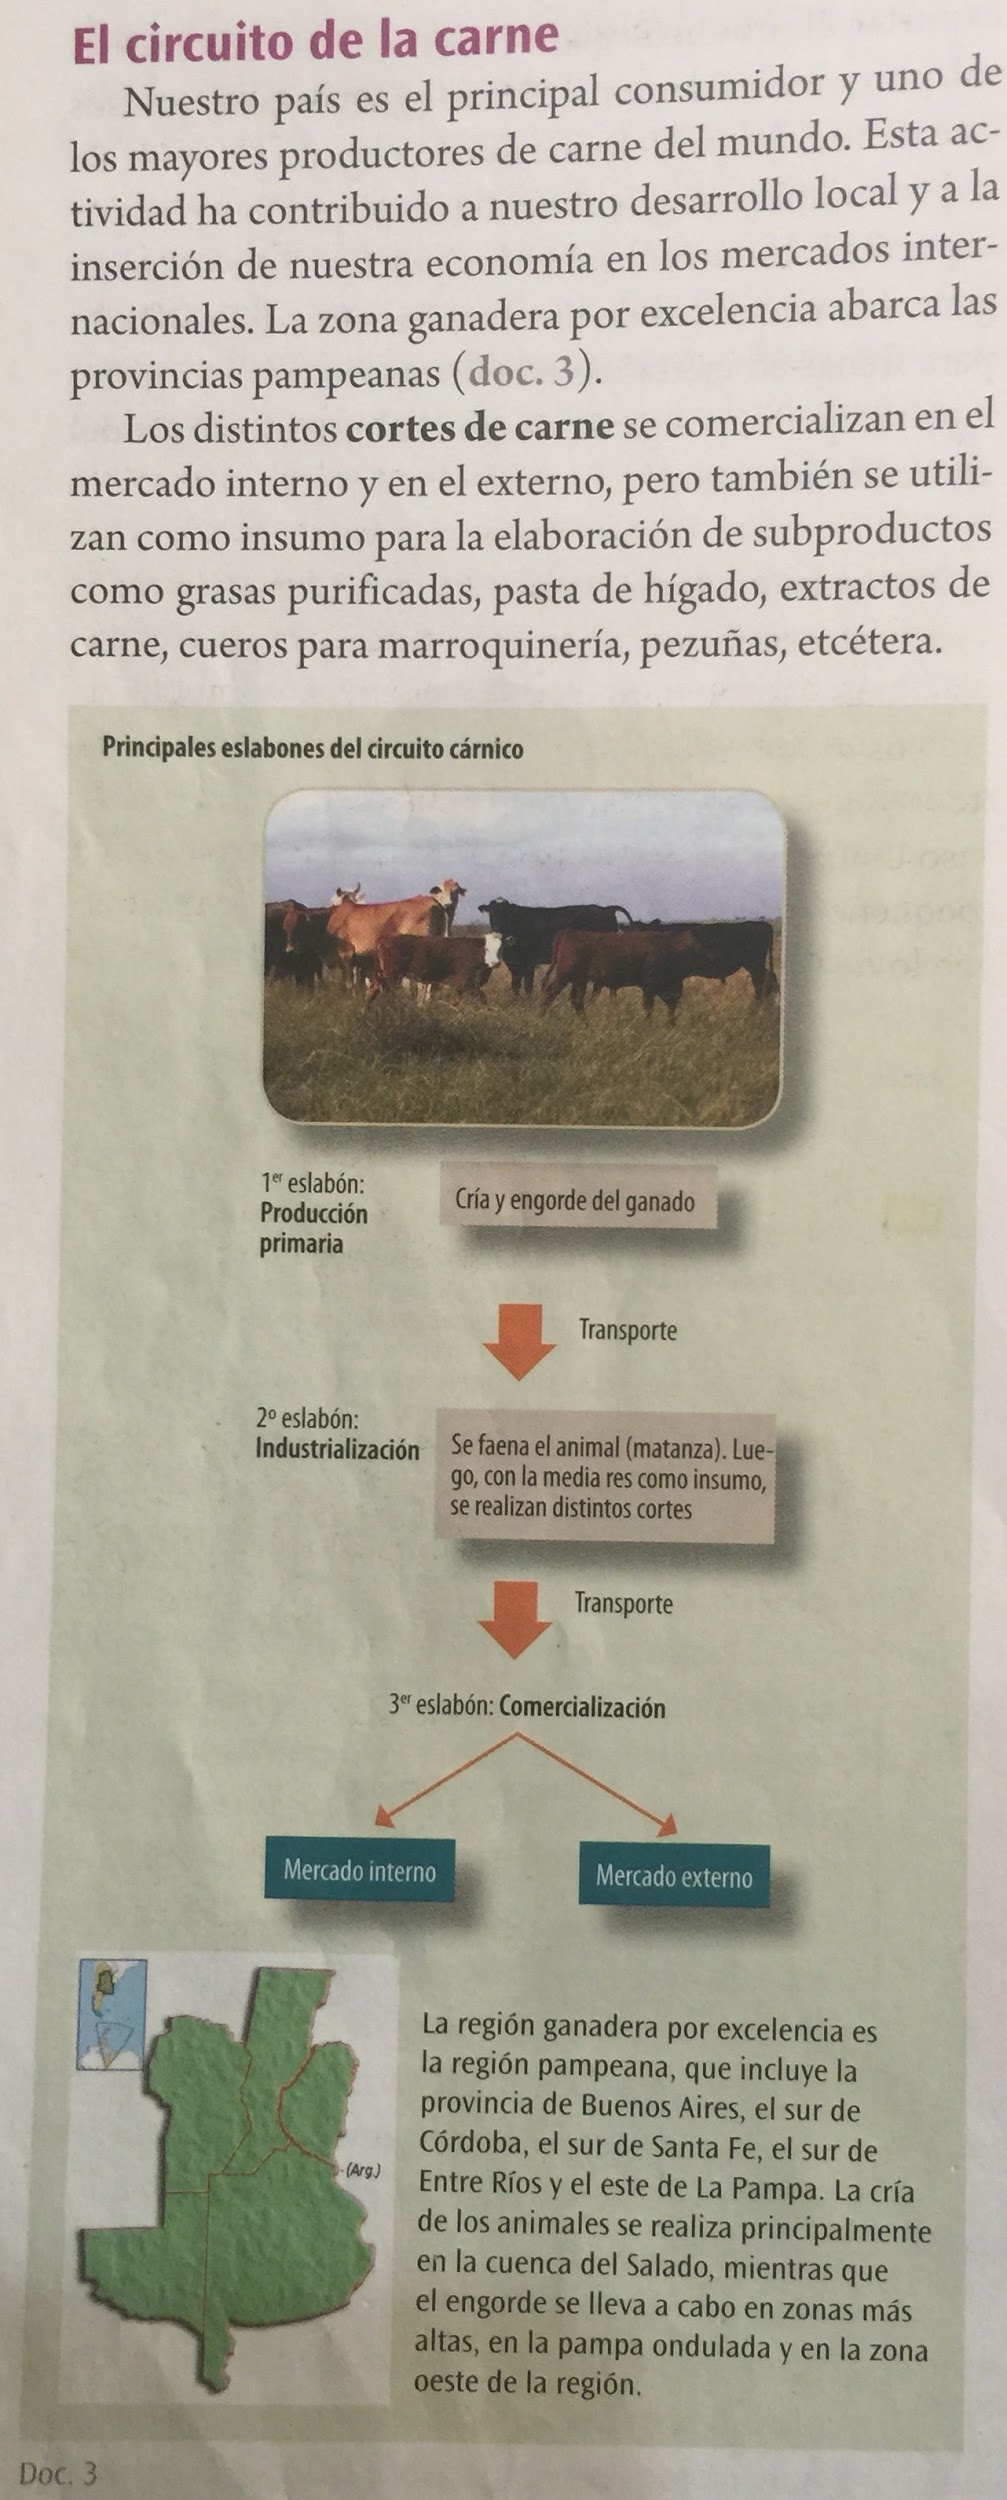 El circuito de la carne
Nuestro país es el principal consumidor y uno de
los mayores productores de carne del mundo. Esta ac-
tividad ha contribuido a nuestro desarrollo local y a la
inserción de nuestra economía en los mercados inter-
nacionales. La zona ganadera por excelencia abarca las
provincias pampeanas (doc. 3).
Los distintos cortes de carne se comercializan en el
mercado interno y en el externo, pero también se utili-
zan como insumo para la elaboración de subproductos
como grasas purificadas, pasta de hígado, extractos de
carne, cueros para marroquinería, pezuñas, etcétera.
Principales eslabones del circuito cárnico
1er eslabón:
Producción
primaria
Cría y engorde del ganado
Transporte
2º eslabón:
Industrialización
Se faena el animal (matanza). Lue-
go, con la media res como insumo,
se realizan distintos cortes
Transporte
3er eslabón: Comercialización
Mercado interno
Mercado externo
(Arg.)
La región ganadera por excelencia es
la región pampeana, que incluye la
provincia de Buenos Aires, el sur de
Córdoba, el sur de Santa Fe, el sur de
Entre Ríos y el este de La Pampa. La cría
de los animales se realiza principalmente
en la cuenca del Salado, mientras que
el engorde se lleva a cabo en zonas más
altas, en la pampa ondulada y en la zona
oeste de la región.
Doc. 3